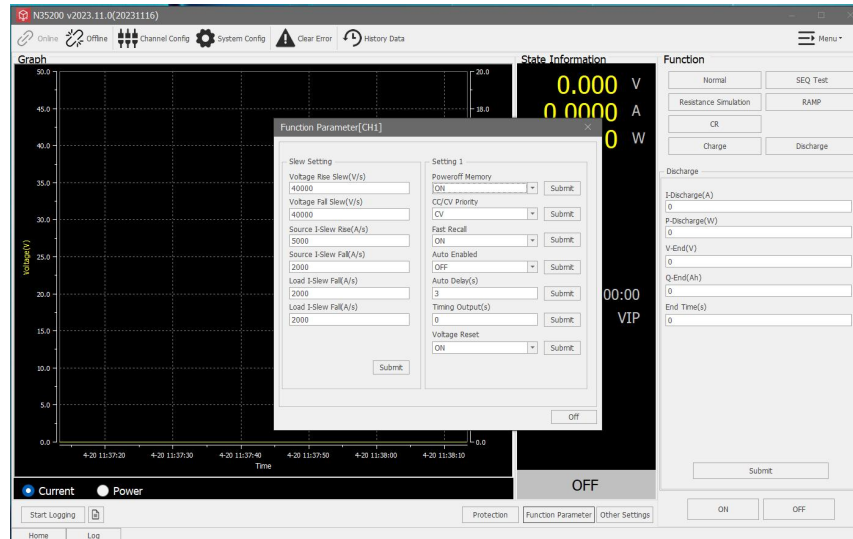 N35200 v2023.11.0(20231116)
Online Offline Channel Config System Config Clear Error History Data Menu
Graph
50.0
45.0
40.0
35.0
30.0
25.0
20.0
15.0
10.0
5.0
0.0
Voltage(V)
20.0
18.0
0.0
4-20 11:37:20 4-20 11:37:30 4-20 11:37:40 4-20 11:37:50 4-20 11:38:00 4-20 11:38:10
Time
Current Power
State Information
0.000 V
0.0000 A
0 W
00:00
VIP
OFF
Function Parameter[CH1]
Slew Setting
Voltage Rise Slew(V/s)
40000
Voltage Fall Slew(V/s)
40000
Source I-Slew Rise(A/s)
5000
Source I-Slew Fall(A/s)
2000
Load I-Slew Fall(A/s)
2000
Load I-Slew Fall(A/s)
2000
Submit
Setting 1
Poweroff Memory
ON Submit
CC/CV Priority
CV Submit
Fast Recall
ON Submit
Auto Enabled
OFF Submit
Auto Delay(s)
3 Submit
Timing Output(s)
0 Submit
Voltage Reset
ON Submit
Off
Function
Normal SEQ Test
Resistance Simulation RAMP
CR
Charge Discharge
Discharge
I-Discharge(A)
0
P-Discharge(W)
0
V-End(V)
0
Q-End(Ah)
0
End Time(s)
0
Submit
Start Logging Protection Function Parameter Other Settings ON OFF
Home Log